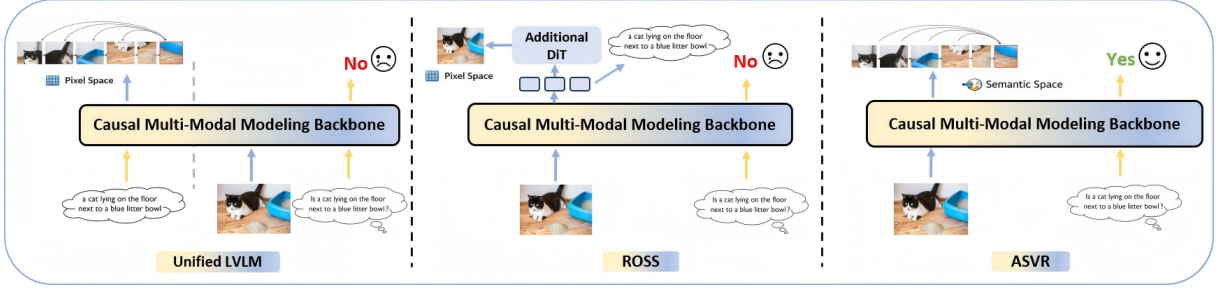 Pixel Space
No
Causal Multi-Modal Modeling Backbone
a cat lying on the floor
next to a blue litter bowl
Is a cat lying on the floor
next to a blue litter bowl?
Unified LVLM
Additional
DiT
a cat lying on the floor
next to a blue litter bowl
Pixel Space
No
Causal Multi-Modal Modeling Backbone
Is a cat lying on the floor
next to a blue litter bowl?
ROSS
Yes
Semantic Space
Causal Multi-Modal Modeling Backbone
Is a cat lying on the floor
next to a blue litter bowl?
ASVR